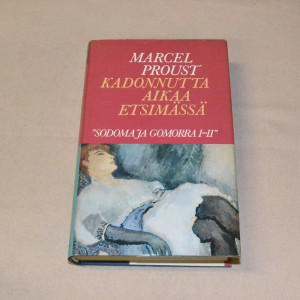 MARCEL
PROUST
KADONNUTTA
AIKAA
ETSIMÄSSÄ
"SODOMA JA GOMORRA I-II"